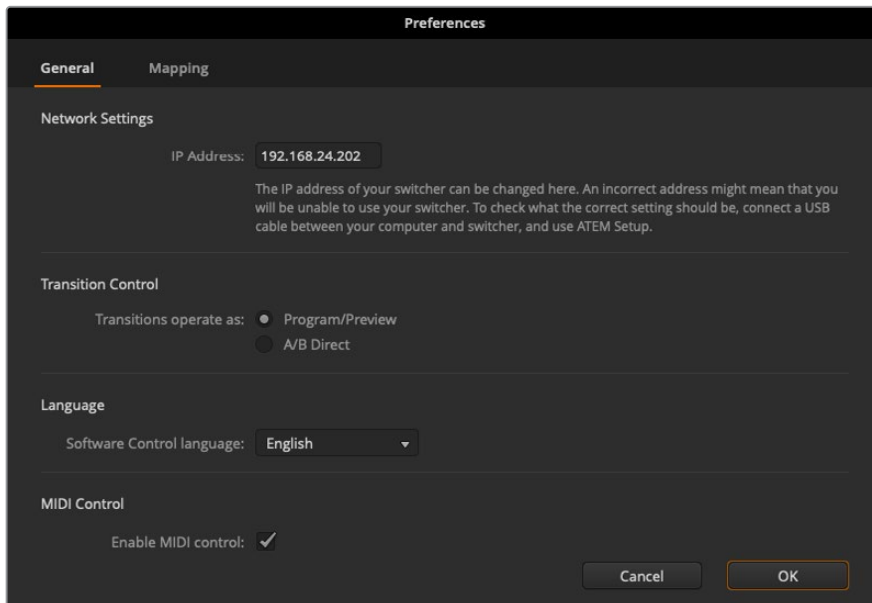 Preferences
General Mapping
Network Settings
IP Address: 192.168.24.202
The IP address of your switcher can be changed here. An incorrect address might mean that you
will be unable to use your switcher. To check what the correct setting should be, connect a USB
cable between your computer and switcher, and use ATEM Setup.
Transition Control
Transitions operate as: Program/Preview
A/B Direct
Language
Software Control language: English
MIDI Control
Enable MIDI control:
Cancel OK